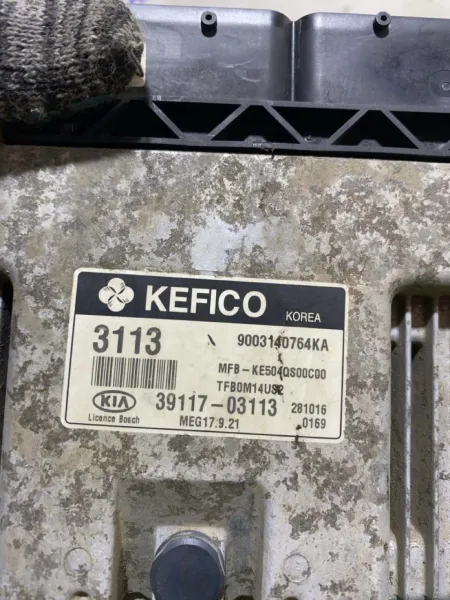 KEFICO KOREA
3113 9003140764KA
MFB-KE504QS00C00
TFB0M14US2
KIA 39117-03113 281016
Licence Bosch MEG17.9.21 0169